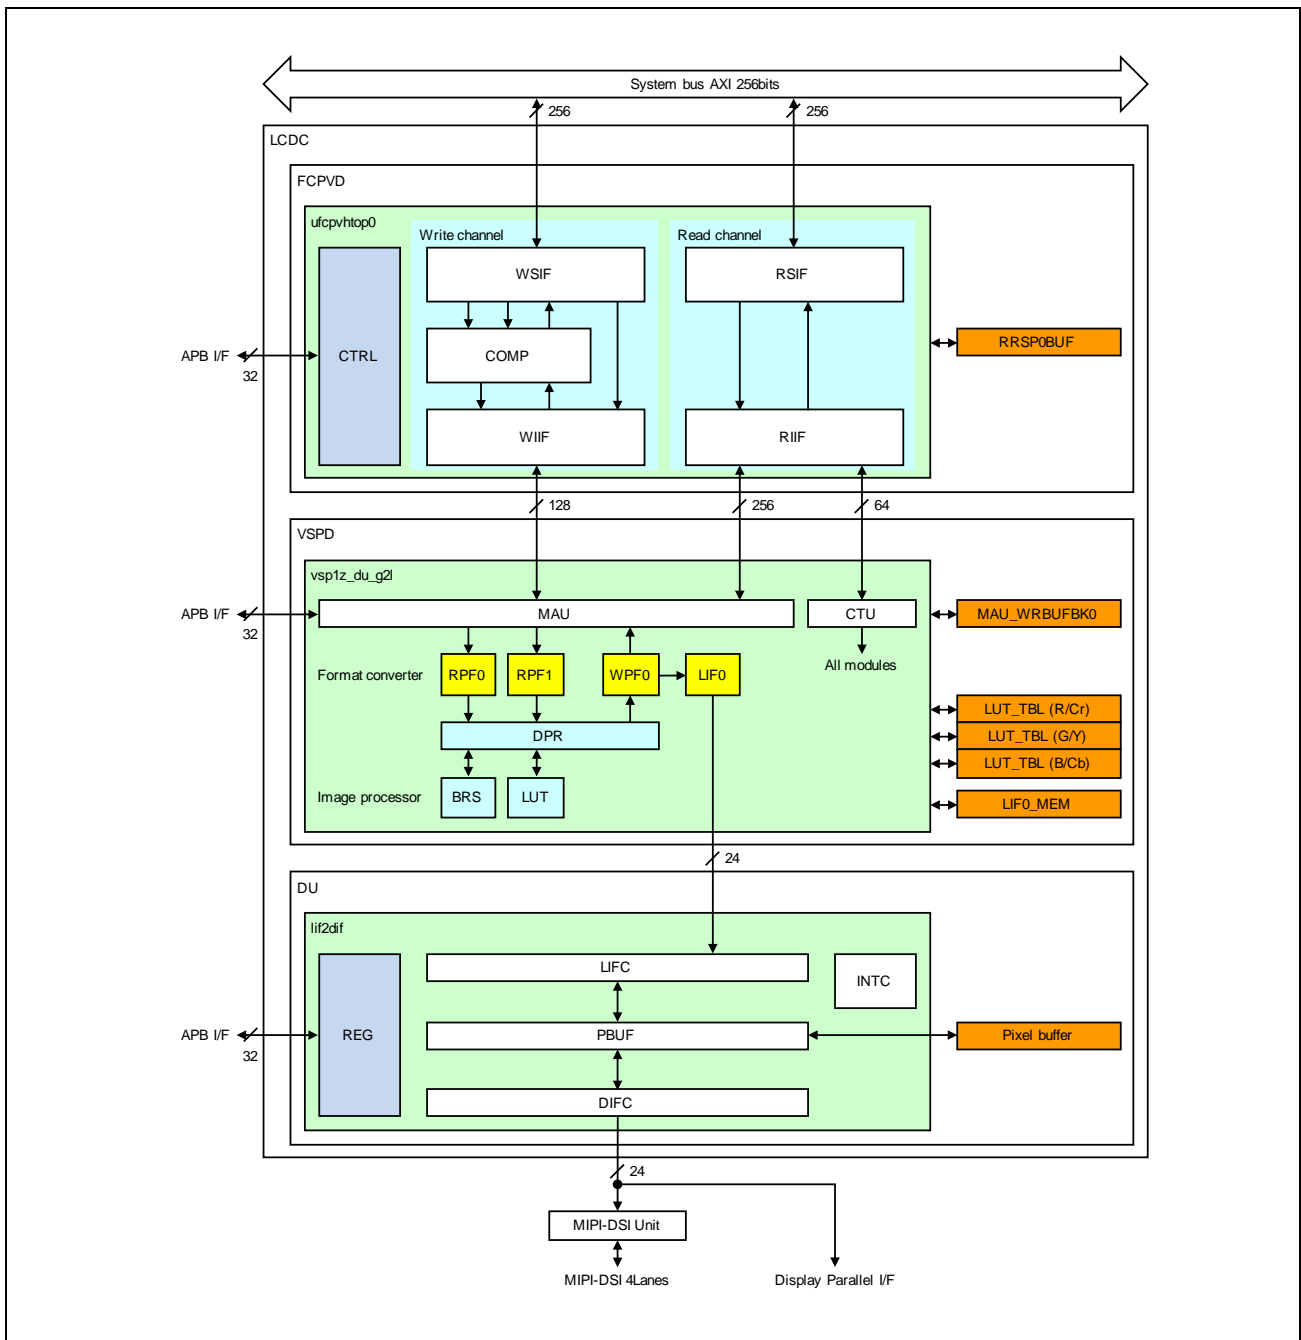 System bus AXI 256bits
256
256
LCDC
FCPVD
ufcpvhtop0
Write channel
Read channel
WSIF
RSIF
CTRL
COMP
RRSP0BUF
APB I/F
32
WIIF
RIIF
128
256
64
VSPD
vsp1z_du_g2l
APB I/F
32
MAU
CTU
MAU_WRBUFBK0
All modules
Format converter
RPF0
RPF1
WPF0
LIF0
LUT_TBL (R/Cr)
DPR
LUT_TBL (G/Y)
LUT_TBL (B/Cb)
Image processor
BRS
LUT
LIF0_MEM
24
DU
lif2dif
LIFC
INTC
APB I/F
32
REG
PBUF
Pixel buffer
DIFC
24
MIPI-DSI Unit
MIPI-DSI 4Lanes
Display Parallel I/F